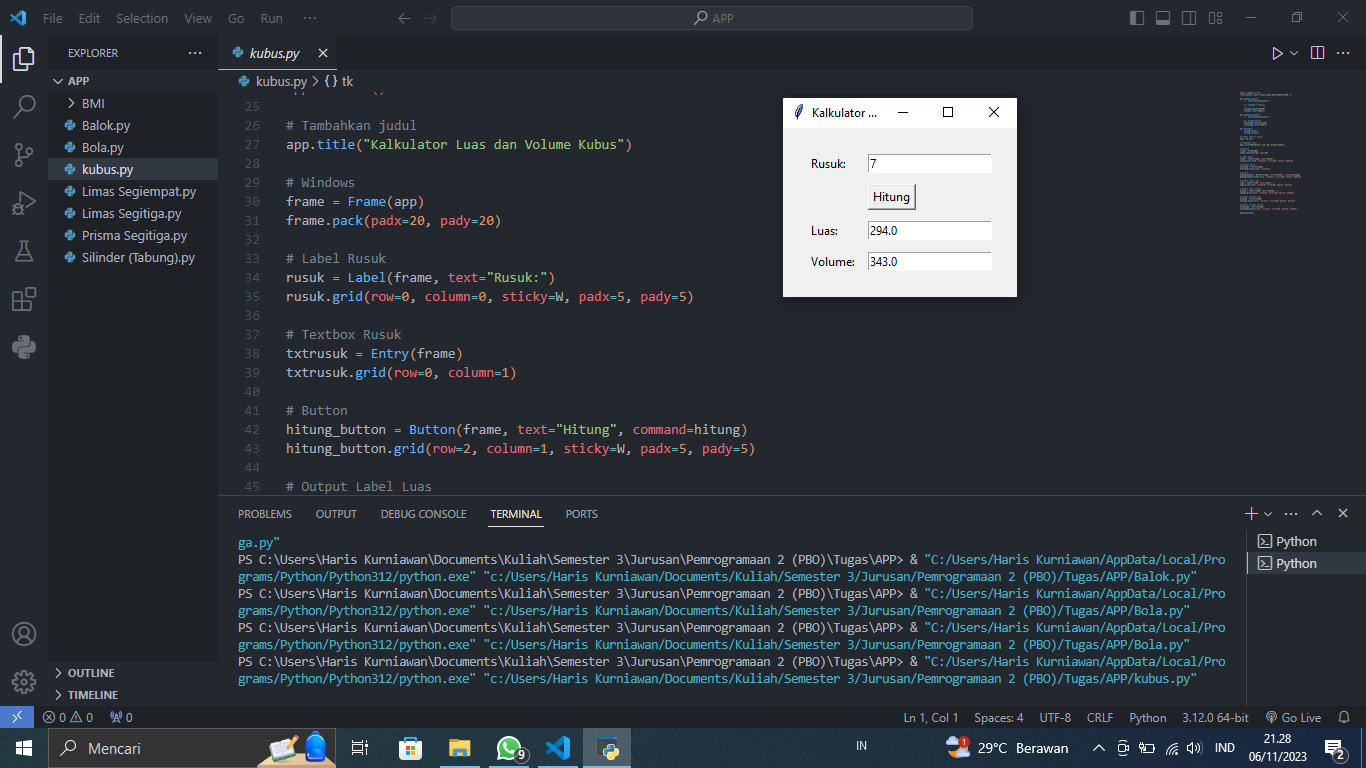 File Edit Selection View Go Run ···
APP
EXPLORER ···
kubus.py
APP
kubus.py > {} tk
BMI
Balok.py
Bola.py
kubus.py
Limas Segiempat.py
Limas Segitiga.py
Prisma Segitiga.py
Silinder (Tabung).py
OUTLINE
TIMELINE
25
26 # Tambahkan judul
27 app.title("Kalkulator Luas dan Volume Kubus")
28
29 # Windows
30 frame = Frame(app)
31 frame.pack(padx=20, pady=20)
32
33 # Label Rusuk
34 rusuk = Label(frame, text="Rusuk:")
35 rusuk.grid(row=0, column=0, sticky=W, padx=5, pady=5)
36
37 # Textbox Rusuk
38 txtrusuk = Entry(frame)
39 txtrusuk.grid(row=0, column=1)
40
41 # Button
42 hitung_button = Button(frame, text="Hitung", command=hitung)
43 hitung_button.grid(row=2, column=1, sticky=W, padx=5, pady=5)
44
45 # Output Label Luas
Kalkulator ...
Rusuk: 7
Hitung
Luas: 294.0
Volume: 343.0
PROBLEMS OUTPUT DEBUG CONSOLE TERMINAL PORTS
ga.py"
PS C:\Users\Haris Kurniawan\Documents\Kuliah\Semester 3\Jurusan\Pemrogramaan 2 (PBO)\Tugas\APP> & "C:/Users/Haris Kurniawan/AppData/Local/Pro
grams/Python/Python312/python.exe" "c:/Users/Haris Kurniawan/Documents/Kuliah/Semester 3/Jurusan/Pemrogramaan 2 (PBO)/Tugas/APP/Balok.py"
PS C:\Users\Haris Kurniawan\Documents\Kuliah\Semester 3\Jurusan\Pemrogramaan 2 (PBO)\Tugas\APP> & "C:/Users/Haris Kurniawan/AppData/Local/Pro
grams/Python/Python312/python.exe" "c:/Users/Haris Kurniawan/Documents/Kuliah/Semester 3/Jurusan/Pemrogramaan 2 (PBO)/Tugas/APP/Bola.py"
PS C:\Users\Haris Kurniawan\Documents\Kuliah\Semester 3\Jurusan\Pemrogramaan 2 (PBO)\Tugas\APP> & "C:/Users/Haris Kurniawan/AppData/Local/Pro
grams/Python/Python312/python.exe" "c:/Users/Haris Kurniawan/Documents/Kuliah/Semester 3/Jurusan/Pemrogramaan 2 (PBO)/Tugas/APP/Bola.py"
PS C:\Users\Haris Kurniawan\Documents\Kuliah\Semester 3\Jurusan\Pemrogramaan 2 (PBO)\Tugas\APP> & "C:/Users/Haris Kurniawan/AppData/Local/Pro
grams/Python/Python312/python.exe" "c:/Users/Haris Kurniawan/Documents/Kuliah/Semester 3/Jurusan/Pemrogramaan 2 (PBO)/Tugas/APP/kubus.py"
Python
Python
0 0 0
Ln 1, Col 1 Spaces: 4 UTF-8 CRLF Python 3.12.0 64-bit Go Live
Mencari
9
IN
1
29°C Berawan
IND
21.28
06/11/2023
2